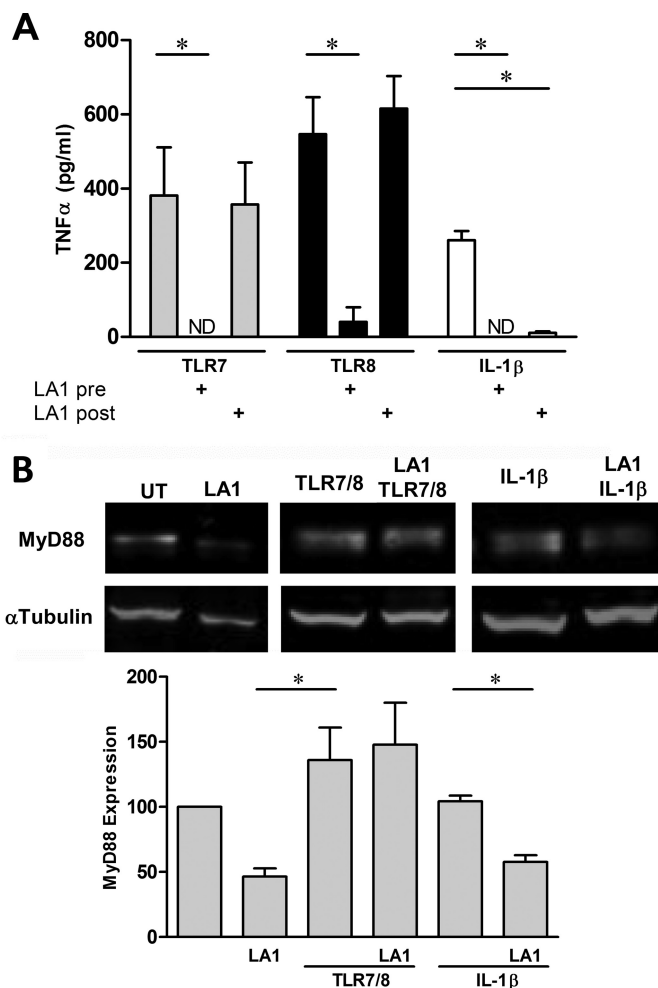 A
800
600
400
200
0
TNFα (pg/ml)
* * *
*
ND ND
TLR7 TLR8 IL-1β
LA1 pre + + +
LA1 post + + +
B
UT LA1 TLR7/8 LA1 TLR7/8 IL-1β LA1 IL-1β
MyD88
αTubulin
200
150
100
50
0
MyD88 Expression
* *
LA1 LA1 LA1
TLR7/8 IL-1β